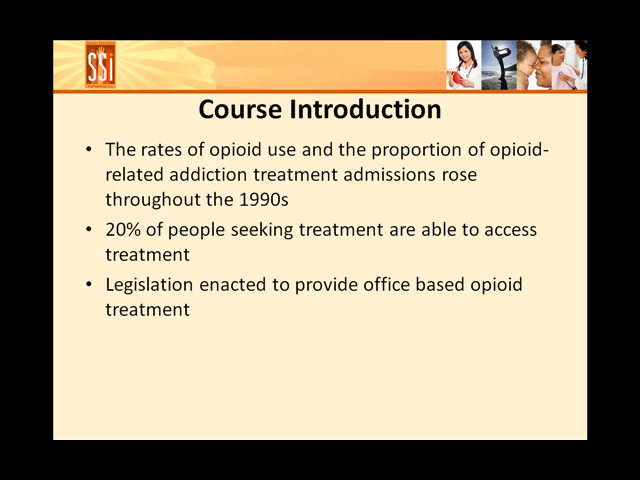 SSi
Course Introduction
• The rates of opioid use and the proportion of opioid-
related addiction treatment admissions rose
throughout the 1990s
• 20% of people seeking treatment are able to access
treatment
• Legislation enacted to provide office based opioid
treatment